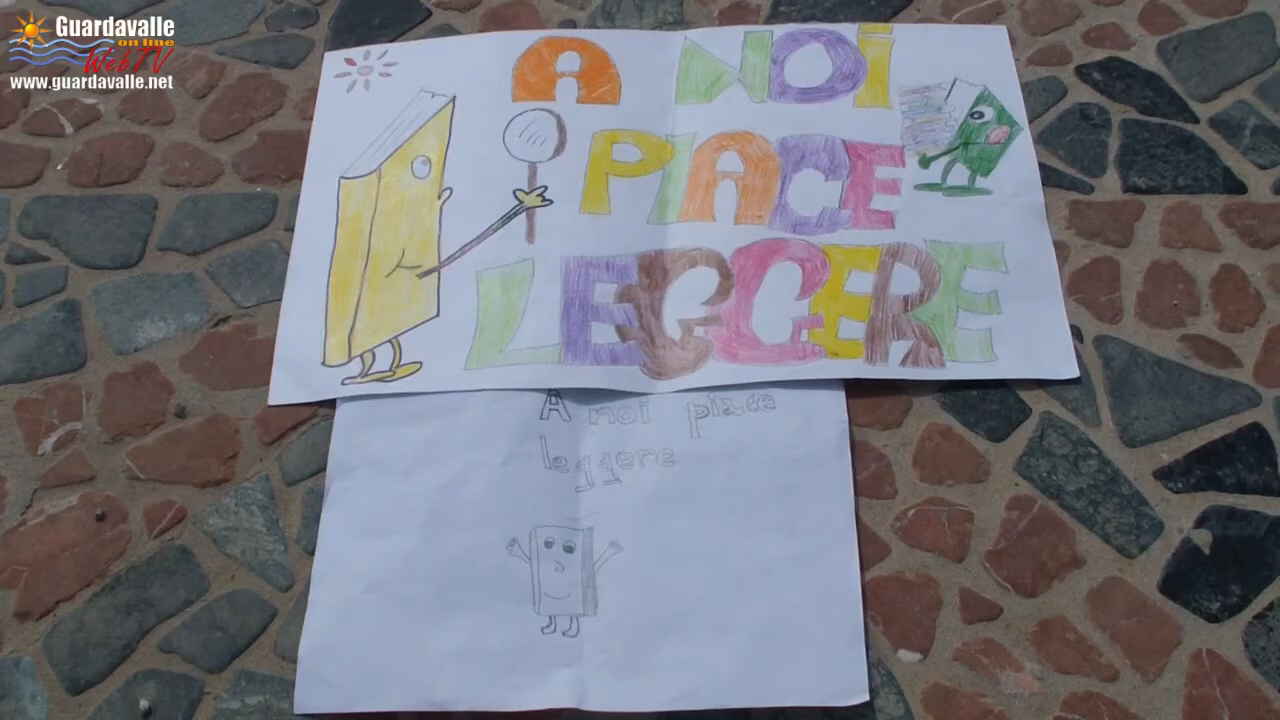 Guardavalle
on line
WebTV
www.guardavalle.net
A NOI
PIACE
LEGGERE
A noi piace
leggere